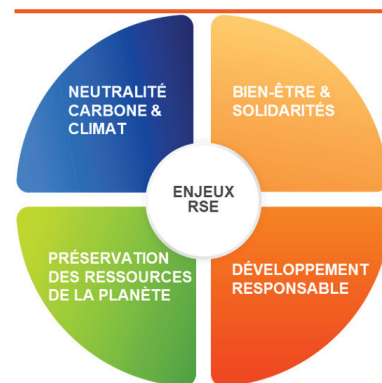 NEUTRALITÉ
CARBONE &
CLIMAT
BIEN-ÊTRE &
SOLIDARITÉS
ENJEUX
RSE
PRÉSERVATION
DES RESSOURCES
DE LA PLANÈTE
DÉVELOPPEMENT
RESPONSABLE